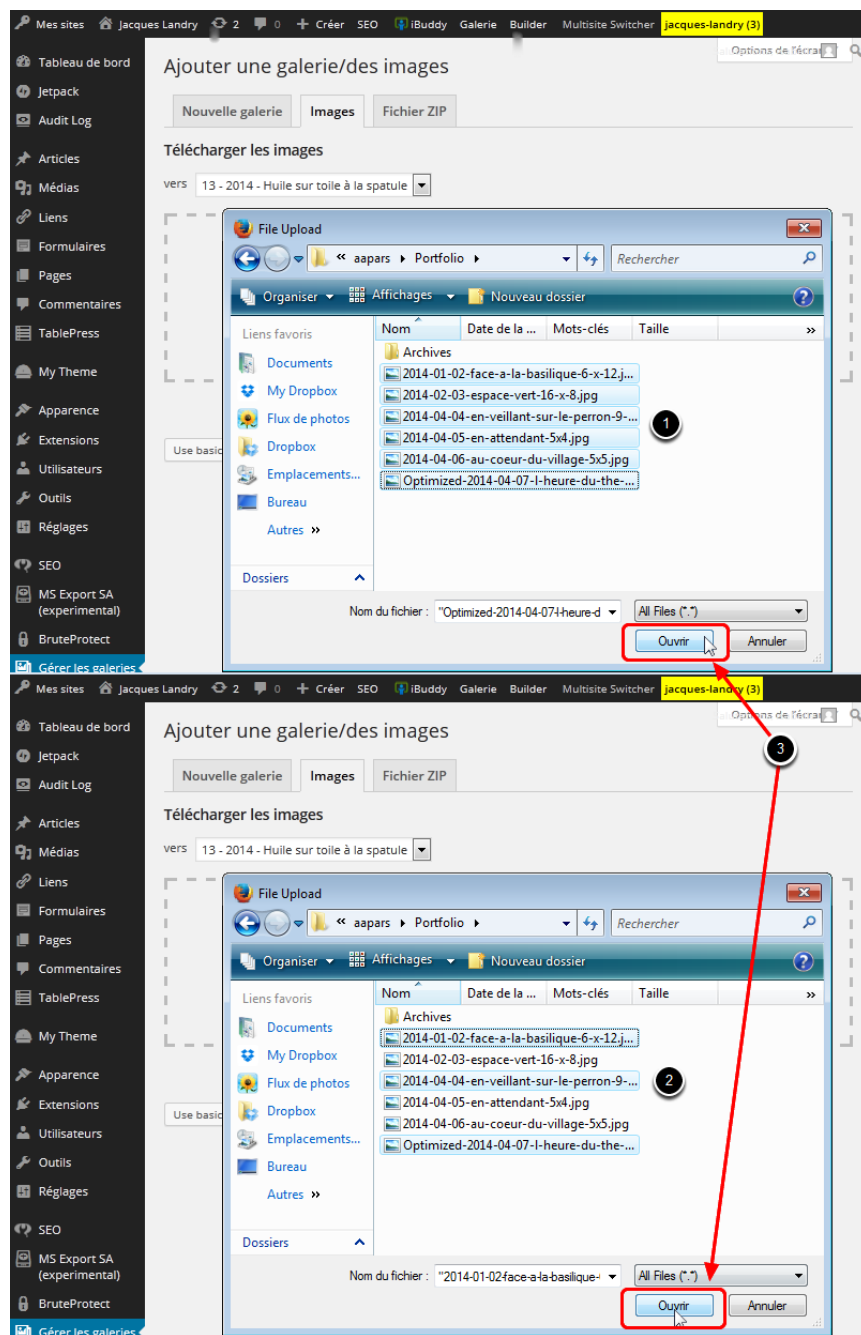 Mes sites Jacques Landry 2 0 + Créer SEO iBuddy Galerie Builder Multisite Switcher jacques-landry (3)
Options de l'écran
Tableau de bord
Jetpack
Audit Log
Articles
Médias
Liens
Formulaires
Pages
Commentaires
TablePress
My Theme
Apparence
Extensions
Utilisateurs
Outils
Réglages
SEO
MS Export SA
(experimental)
BruteProtect
Gérer les galeries
Ajouter une galerie/des images
Nouvelle galerie Images Fichier ZIP
Télécharger les images
vers 13 - 2014 - Huile sur toile à la spatule
Use basic
File Upload
« aapars Portfolio Rechercher
Organiser Affichages Nouveau dossier ?
Liens favoris
Documents
My Dropbox
Flux de photos
Dropbox
Emplacements...
Bureau
Autres »
Dossiers
Nom Date de la ... Mots-clés Taille »
Archives
2014-01-02-face-a-la-basilique-6-x-12.j...
2014-02-03-espace-vert-16-x-8.jpg
2014-04-04-en-veillant-sur-le-perron-9-...
2014-04-05-en-attendant-5x4.jpg
2014-04-06-au-coeur-du-village-5x5.jpg
Optimized-2014-04-07-l-heure-du-the-...
1
Nom du fichier : "Optimized-2014-04-07-l-heure-d All Files (*.*)
Ouvrir Annuler
Mes sites Jacques Landry 2 0 + Créer SEO iBuddy Galerie Builder Multisite Switcher jacques-landry (3)
Options de l'écran
3
Tableau de bord
Jetpack
Audit Log
Articles
Médias
Liens
Formulaires
Pages
Commentaires
TablePress
My Theme
Apparence
Extensions
Utilisateurs
Outils
Réglages
SEO
MS Export SA
(experimental)
BruteProtect
Gérer les galeries
Ajouter une galerie/des images
Nouvelle galerie Images Fichier ZIP
Télécharger les images
vers 13 - 2014 - Huile sur toile à la spatule
Use basic
File Upload
« aapars Portfolio Rechercher
Organiser Affichages Nouveau dossier ?
Liens favoris
Documents
My Dropbox
Flux de photos
Dropbox
Emplacements...
Bureau
Autres »
Dossiers
Nom Date de la ... Mots-clés Taille »
Archives
2014-01-02-face-a-la-basilique-6-x-12.j...
2014-02-03-espace-vert-16-x-8.jpg
2014-04-04-en-veillant-sur-le-perron-9-...
2014-04-05-en-attendant-5x4.jpg
2014-04-06-au-coeur-du-village-5x5.jpg
Optimized-2014-04-07-l-heure-du-the-...
2
Nom du fichier : "2014-01-02-face-a-la-basilique- All Files (*.*)
Ouvrir Annuler